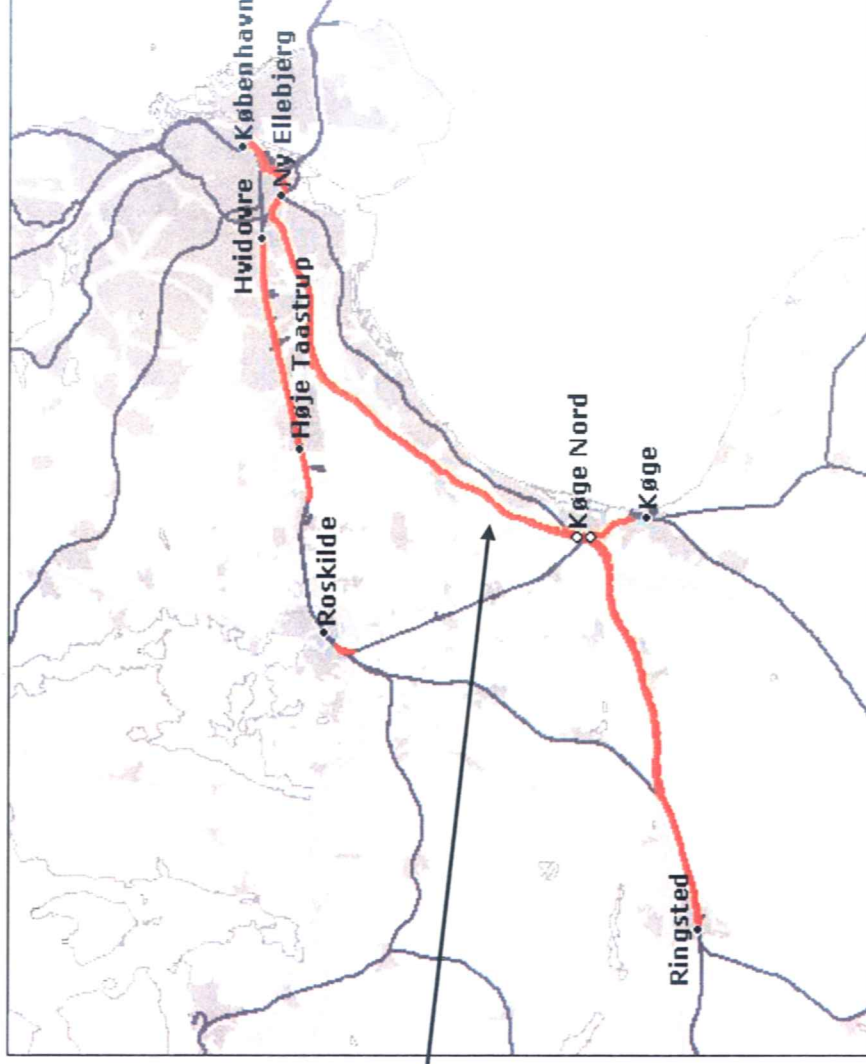 København
Ny Ellebjerg
Hvidovre
Høje Taastrup
Roskilde
Køge Nord
Køge
Ringsted